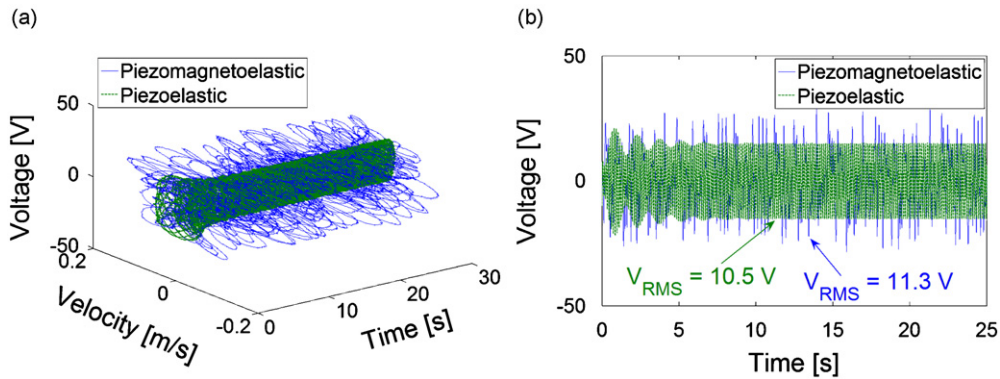 (a)
Piezomagnetoelastic
Piezoelastic
50
0
-50
Voltage [V]
0.2
0
-0.2
Velocity [m/s]
0
10
20
30
Time [s]
(b)
50
0
-50
Voltage [V]
Piezomagnetoelastic
Piezoelastic
V_RMS = 10.5 V
V_RMS = 11.3 V
0 5 10 15 20 25
Time [s]